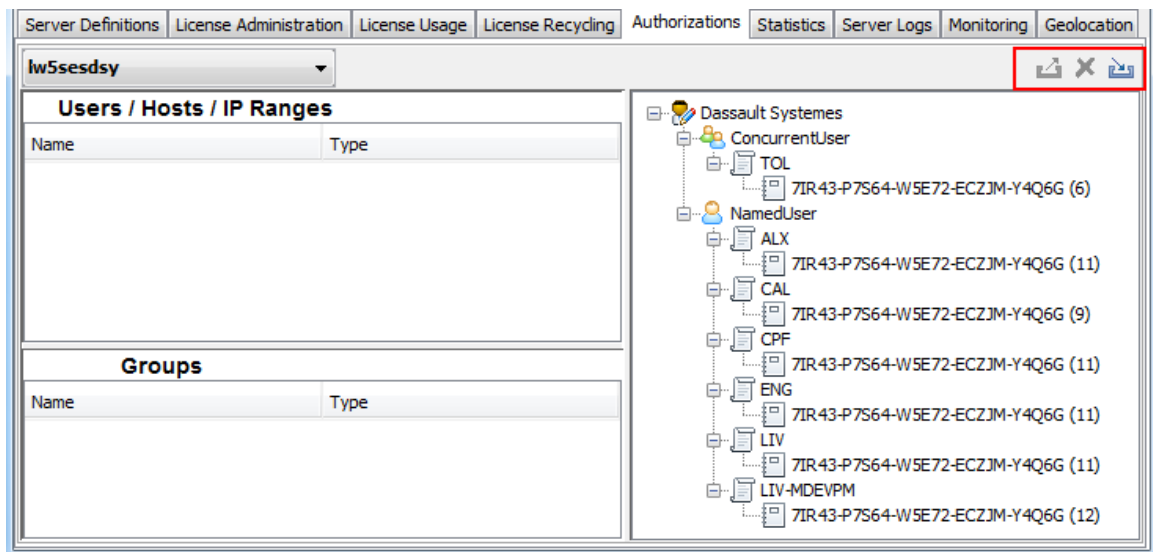 Server Definitions License Administration License Usage License Recycling Authorizations Statistics Server Logs Monitoring Geolocation
lw5sesdsy
Users / Hosts / IP Ranges
Name Type
Groups
Name Type
Dassault Systemes
ConcurrentUser
TOL
7IR43-P7S64-W5E72-ECZJM-Y4Q6G (6)
NamedUser
ALX
7IR43-P7S64-W5E72-ECZJM-Y4Q6G (11)
CAL
7IR43-P7S64-W5E72-ECZJM-Y4Q6G (9)
CPF
7IR43-P7S64-W5E72-ECZJM-Y4Q6G (11)
ENG
7IR43-P7S64-W5E72-ECZJM-Y4Q6G (11)
LIV
7IR43-P7S64-W5E72-ECZJM-Y4Q6G (11)
LIV-MDEVPM
7IR43-P7S64-W5E72-ECZJM-Y4Q6G (12)